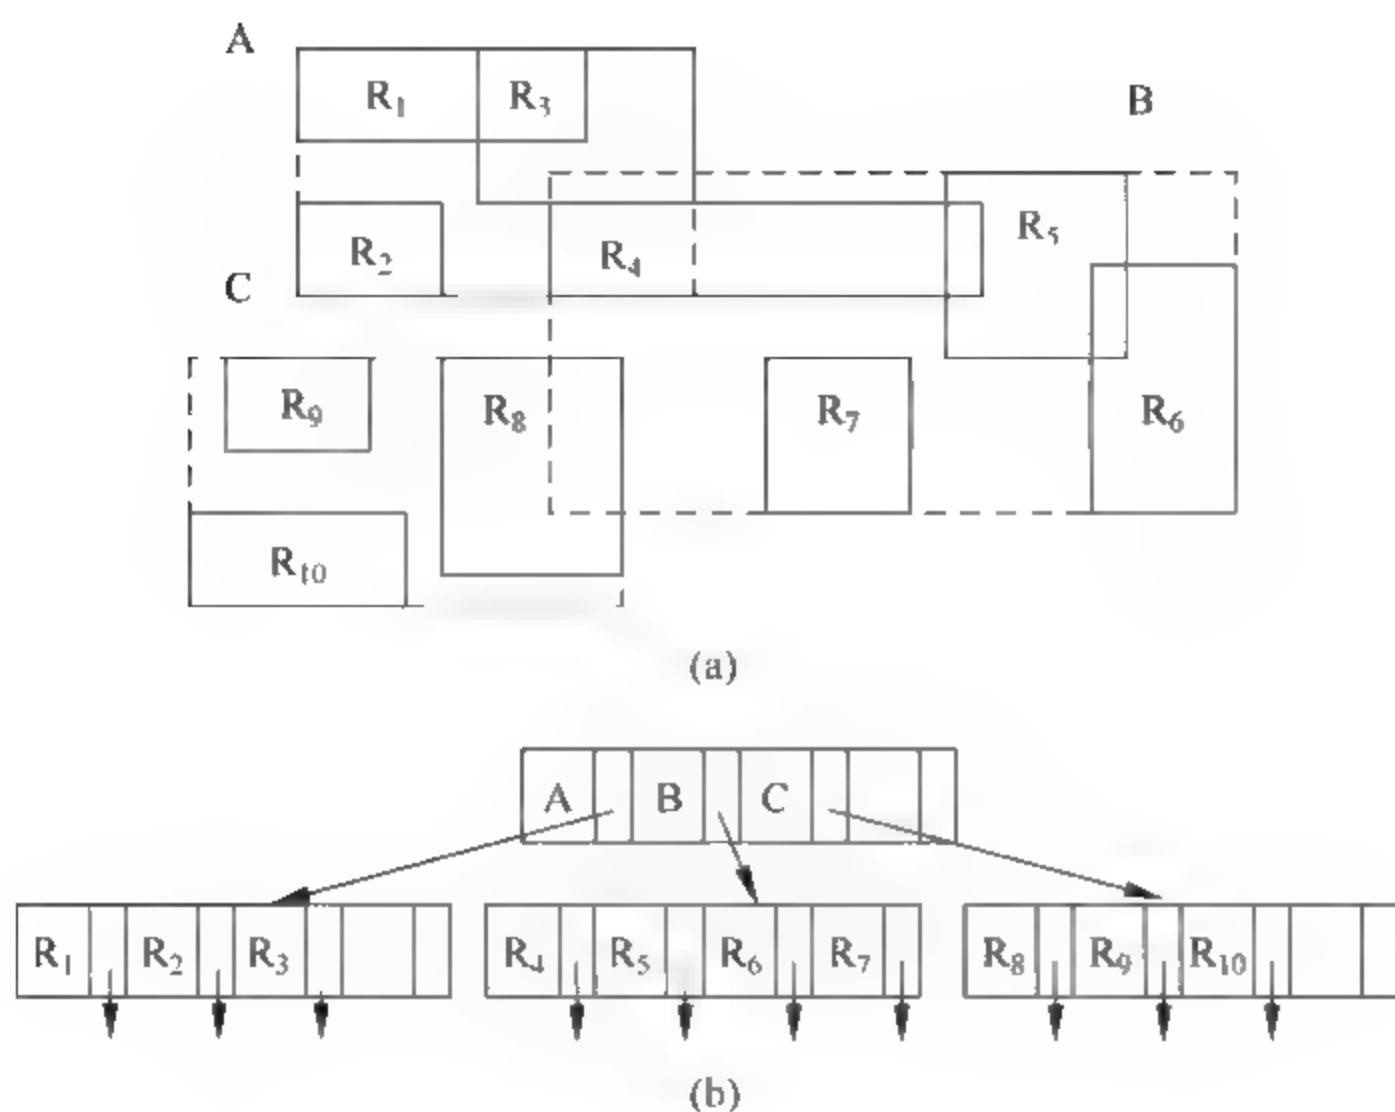 A
R₁ R₃
B
R₅
R₂ R₄
C
R₉ R₈ R₇ R₆
R₁₀
(a)
A B C
R₁ R₂ R₃ R₄ R₅ R₆ R₇ R₈ R₉ R₁₀
(b)